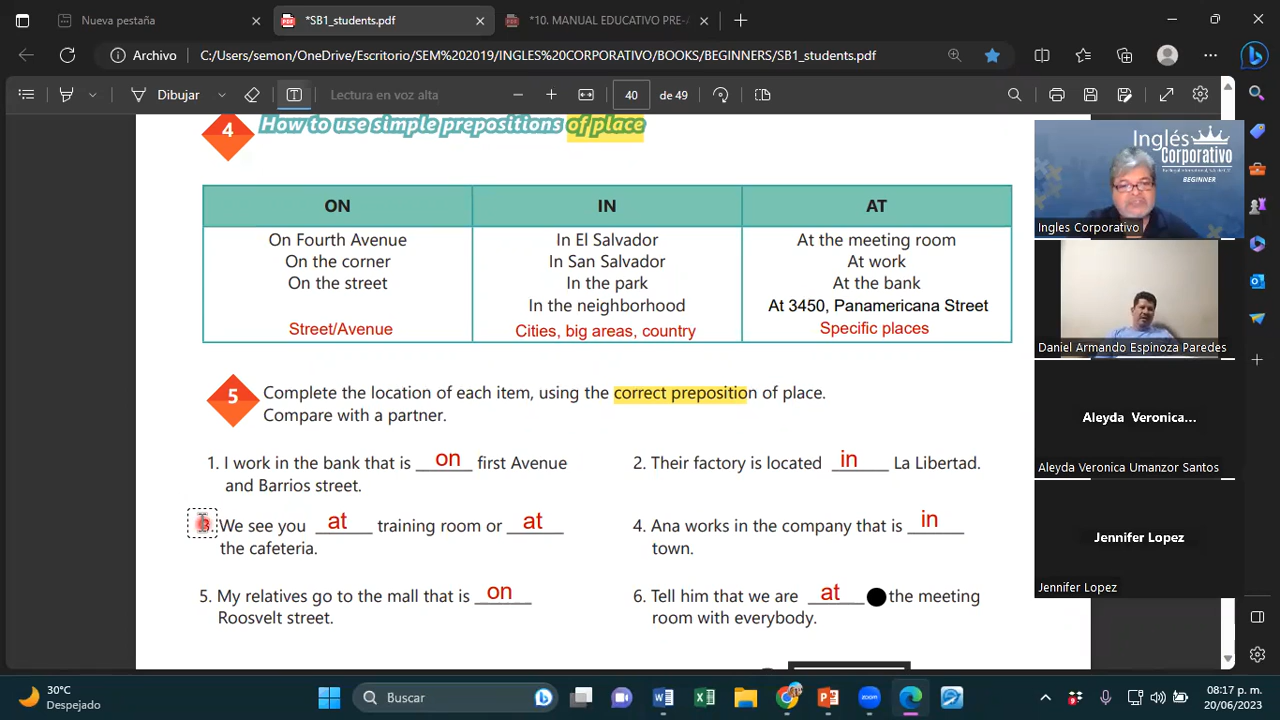 Nueva pestaña
*SB1_students.pdf
*10. MANUAL EDUCATIVO PRE-A
Archivo
C:/Users/semon/OneDrive/Escritorio/SEM%202019/INGLES%20CORPORATIVO/BOOKS/BEGINNERS/SB1_students.pdf
Dibujar
Lectura en voz alta
40 de 49
4 How to use simple prepositions of place
ON IN AT
On Fourth Avenue In El Salvador At the meeting room
On the corner In San Salvador At work
On the street In the park At the bank
In the neighborhood At 3450, Panamericana Street
Street/Avenue Cities, big areas, country Specific places
5 Complete the location of each item, using the correct preposition of place.
Compare with a partner.
1. I work in the bank that is on first Avenue
and Barrios street.
2. Their factory is located in La Libertad.
3. We see you at training room or at
the cafeteria.
4. Ana works in the company that is in
town.
5. My relatives go to the mall that is on
Roosvelt street.
6. Tell him that we are at the meeting
room with everybody.
Inglés
Corporativo
BEGINNER
Ingles Corporativo
Daniel Armando Espinoza Paredes
Aleyda Veronica...
Aleyda Veronica Umanzor Santos
Jennifer Lopez
Jennifer Lopez
30°C
Despejado
Buscar
08:17 p. m.
20/06/2023